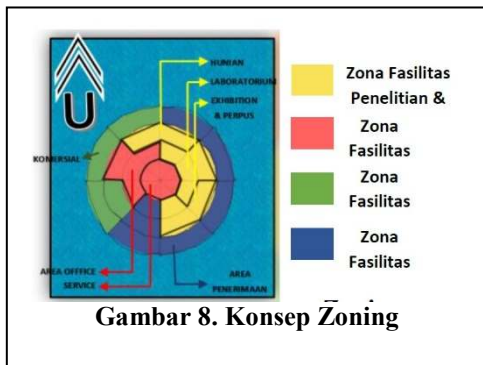 U
HUNIAN
LABORATORIUM
EXHIBITION
& PERPUS
KOMERSIAL
AREA OFFFICE
SERVICE
AREA
PENERIMAAN
Zona Fasilitas
Penelitian &
Zona
Fasilitas
Zona
Fasilitas
Zona
Fasilitas
Gambar 8. Konsep Zoning